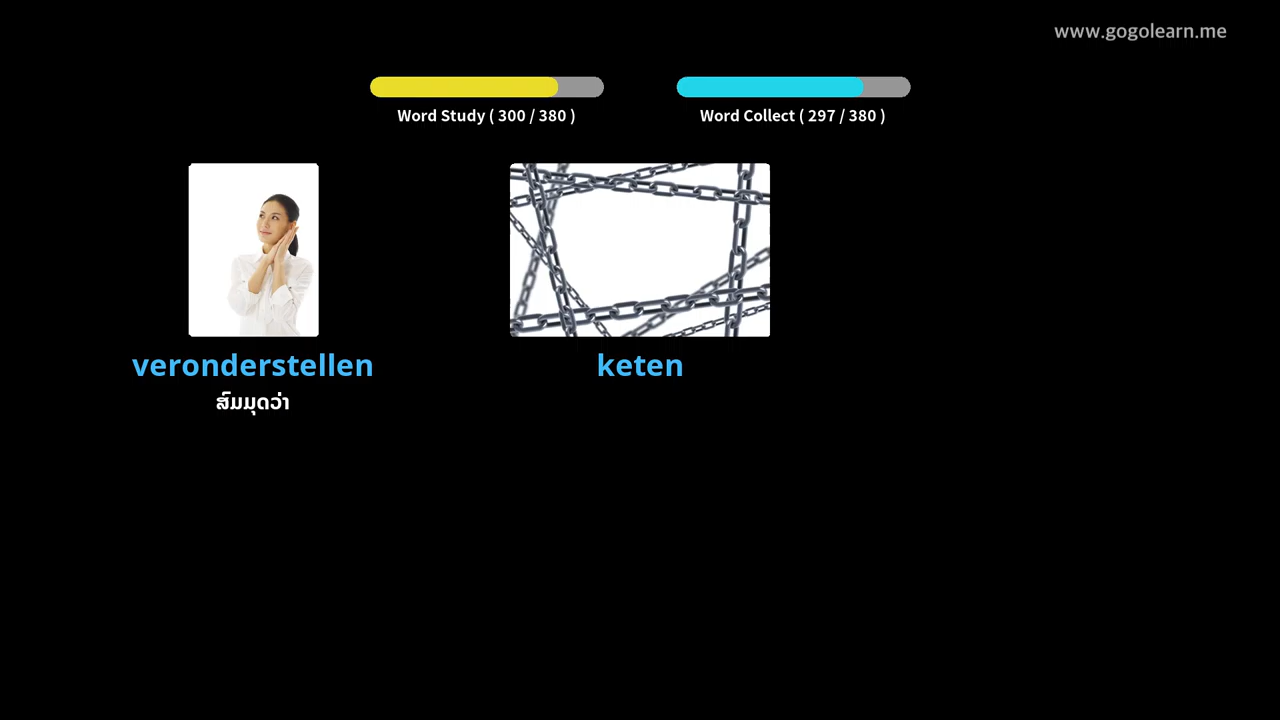 www.gogolearn.me
Word Study ( 300 / 380 )
Word Collect ( 297 / 380 )
veronderstellen
ສົມມຸດວ່າ
keten